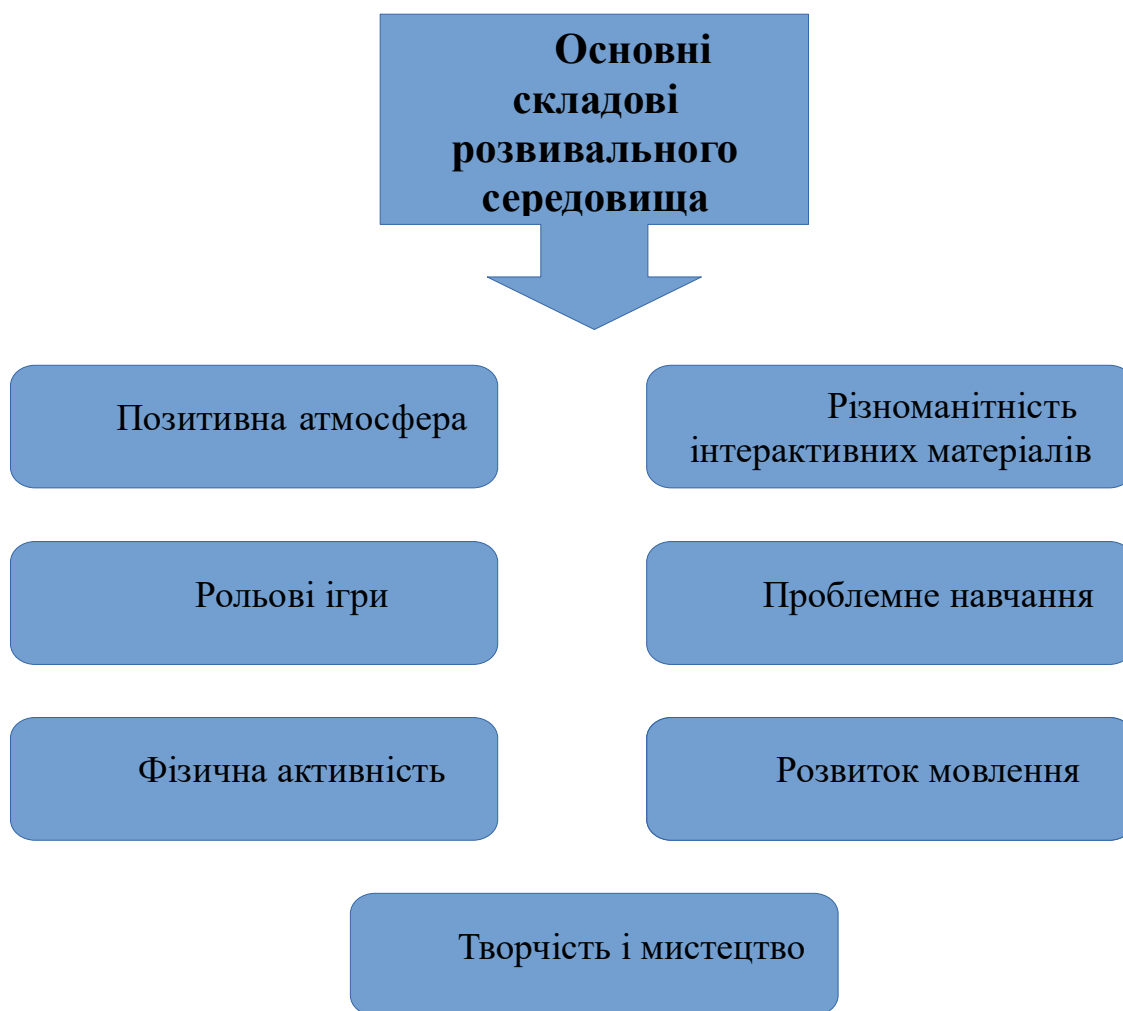 Основні
складові
розвивального
середовища
Позитивна атмосфера
Різноманітність
інтерактивних матеріалів
Рольові ігри
Проблемне навчання
Фізична активність
Розвиток мовлення
Творчість і мистецтво